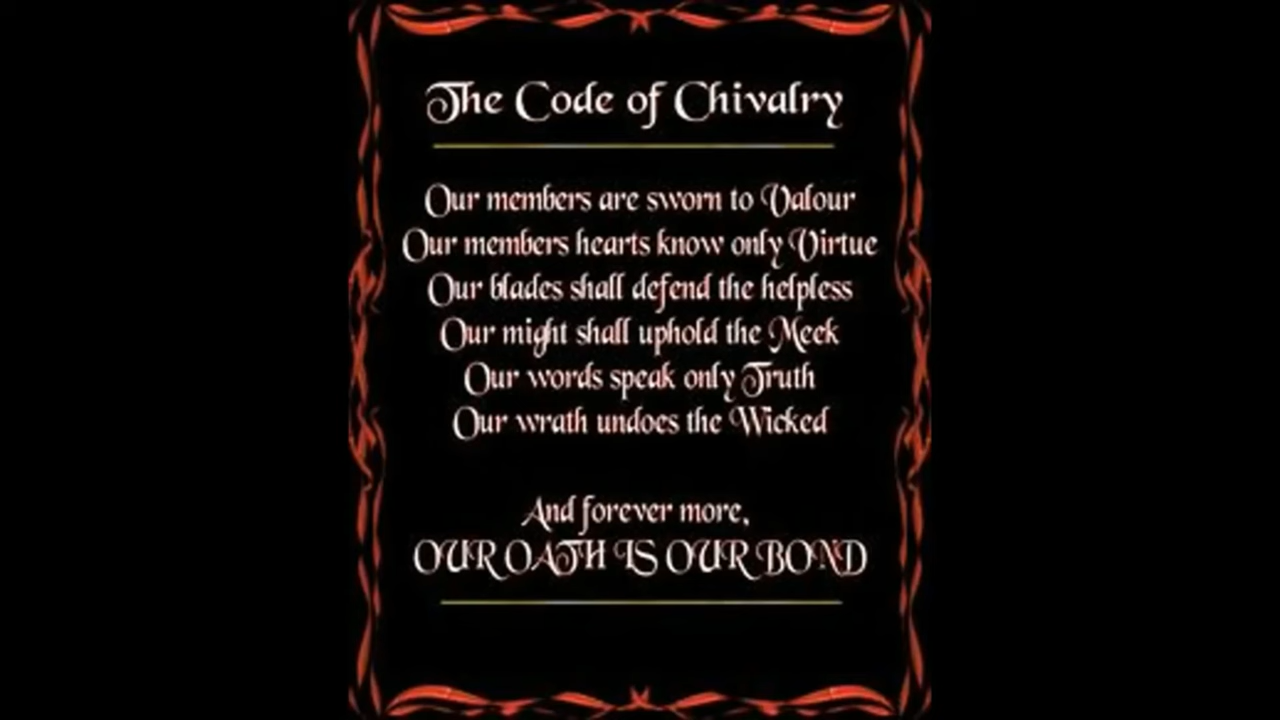 The Code of Chivalry
Our members are sworn to Valour
Our members hearts know only Virtue
Our blades shall defend the helpless
Our might shall uphold the Meek
Our words speak only Truth
Our wrath undoes the Wicked
And forever more,
OUR OATH IS OUR BOND